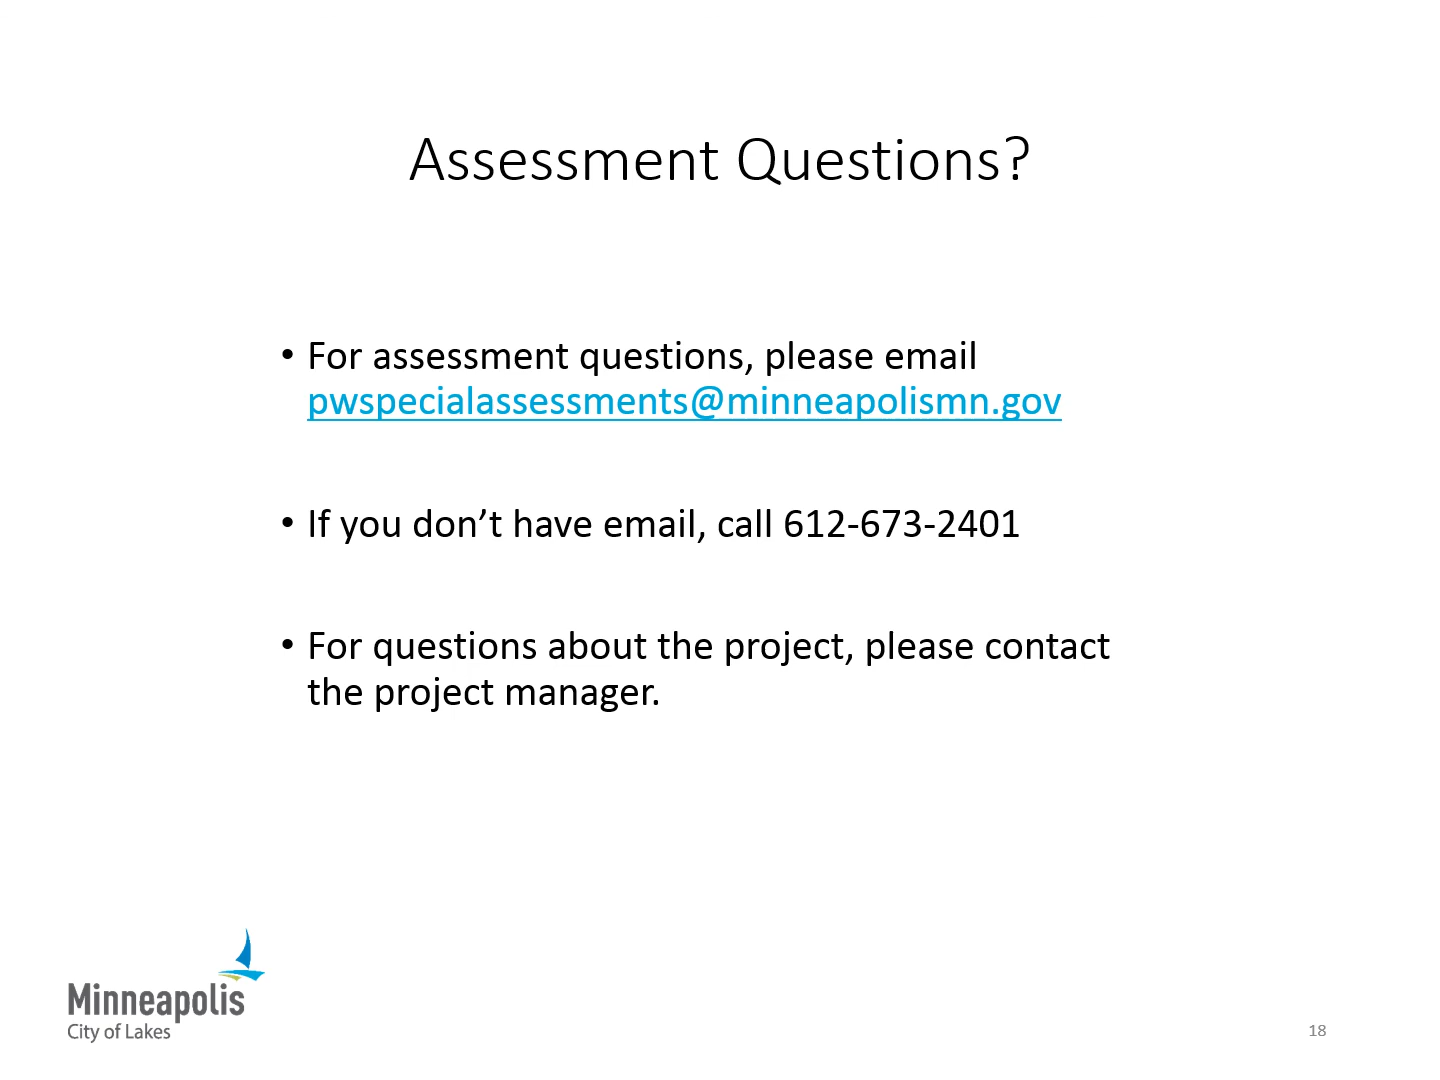 Assessment Questions?
• For assessment questions, please email
pwspecialassessments@minneapolismn.gov
• If you don’t have email, call 612-673-2401
• For questions about the project, please contact
the project manager.
Minneapolis
City of Lakes
18